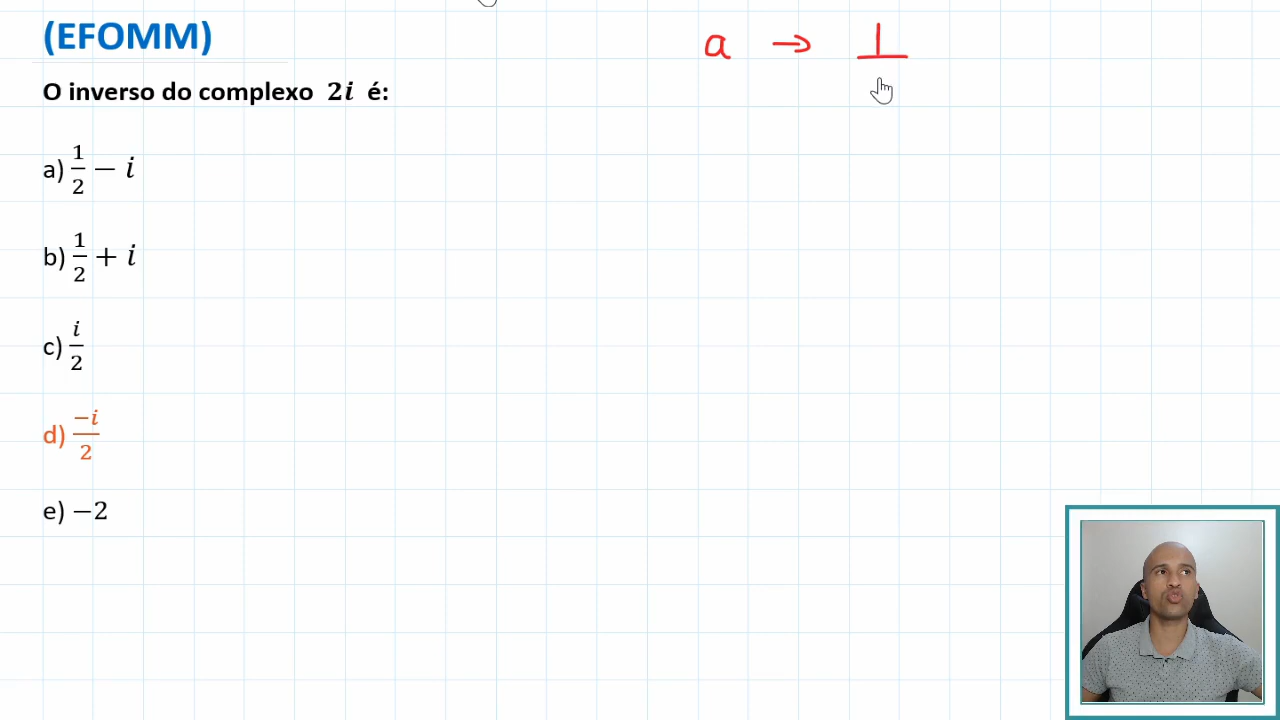 (EFOMM)
a → 1
O inverso do complexo 2i é:
a) 1/2 − i
b) 1/2 + i
c) i/2
d) −i/2
e) −2